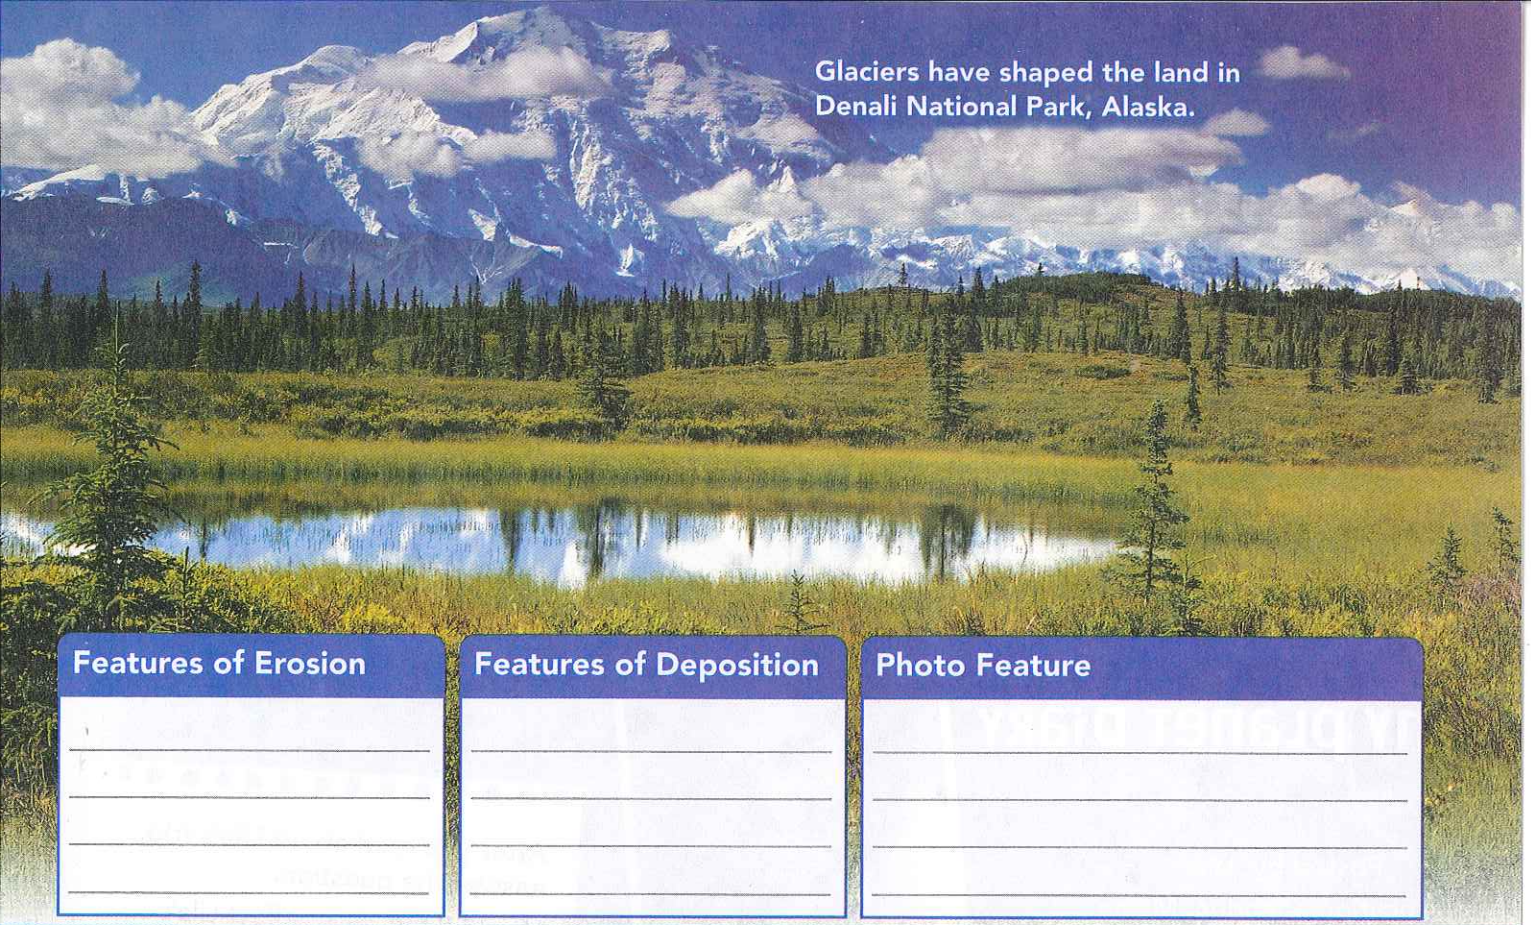 Glaciers have shaped the land in
Denali National Park, Alaska.
Features of Erosion
Features of Deposition
Photo Feature